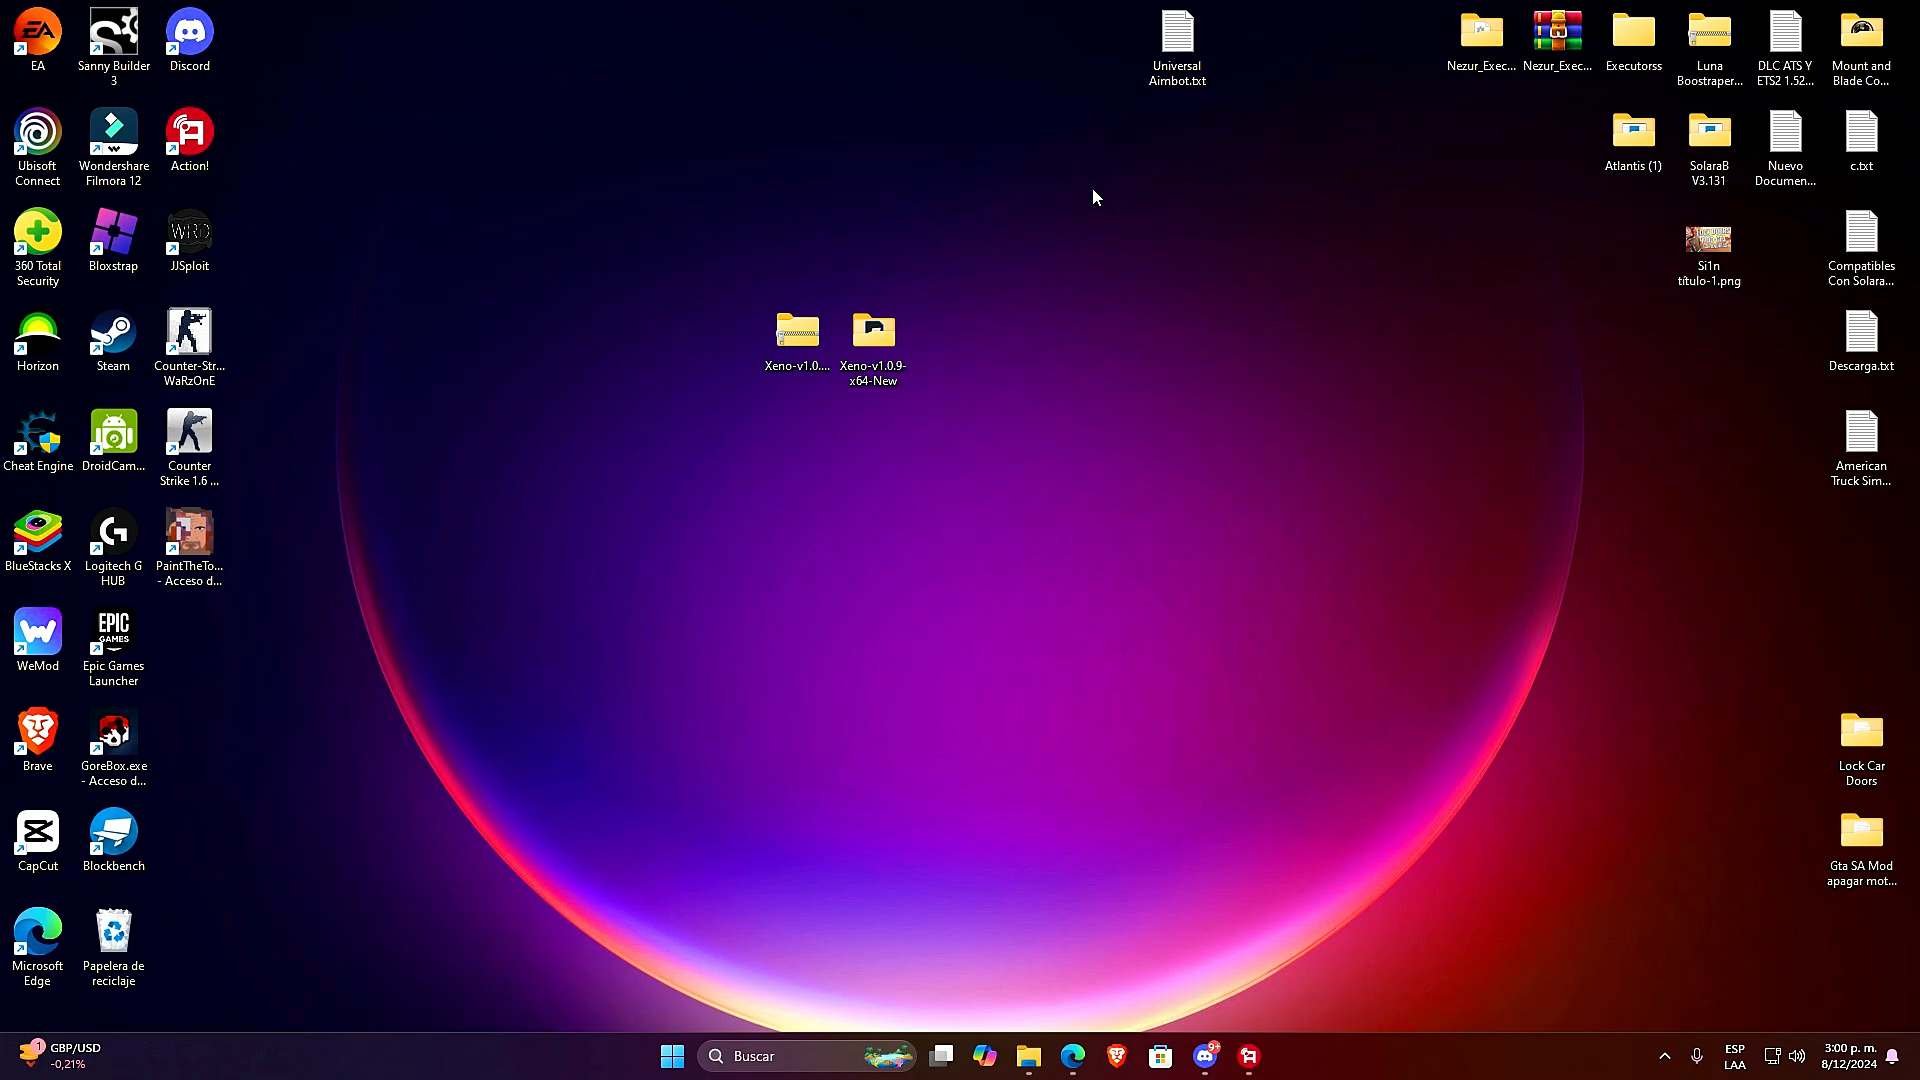 EA
Sanny Builder
3
Discord
Universal
Aimbot.txt
Nezur_Exec...
Nezur_Exec...
Executorss
Luna
Boostraper...
DLC ATS Y
ETS2 1.52...
Mount and
Blade Co...
Ubisoft
Connect
Wondershare
Filmora 12
Action!
Atlantis (1)
SolaraB
V3.131
Nuevo
Documen...
c.txt
360 Total
Security
Bloxstrap
WRD
JJSploit
Si1n
título-1.png
Compatibles
Con Solara...
Horizon
Steam
Counter-Str...
WaRzOnE
Xeno-v1.0....
Xeno-v1.0.9-
x64-New
Descarga.txt
Cheat Engine
DroidCam...
Counter
Strike 1.6 ...
American
Truck Sim...
BlueStacks X
Logitech G
HUB
PaintTheTo...
- Acceso d...
WeMod
EPIC
GAMES
Epic Games
Launcher
Brave
GoreBox.exe
- Acceso d...
Lock Car
Doors
CapCut
Blockbench
Gta SA Mod
apagar mot...
Microsoft
Edge
Papelera de
reciclaje
1
GBP/USD
-0,21%
Buscar
9+
ESP
LAA
3:00 p. m.
8/12/2024